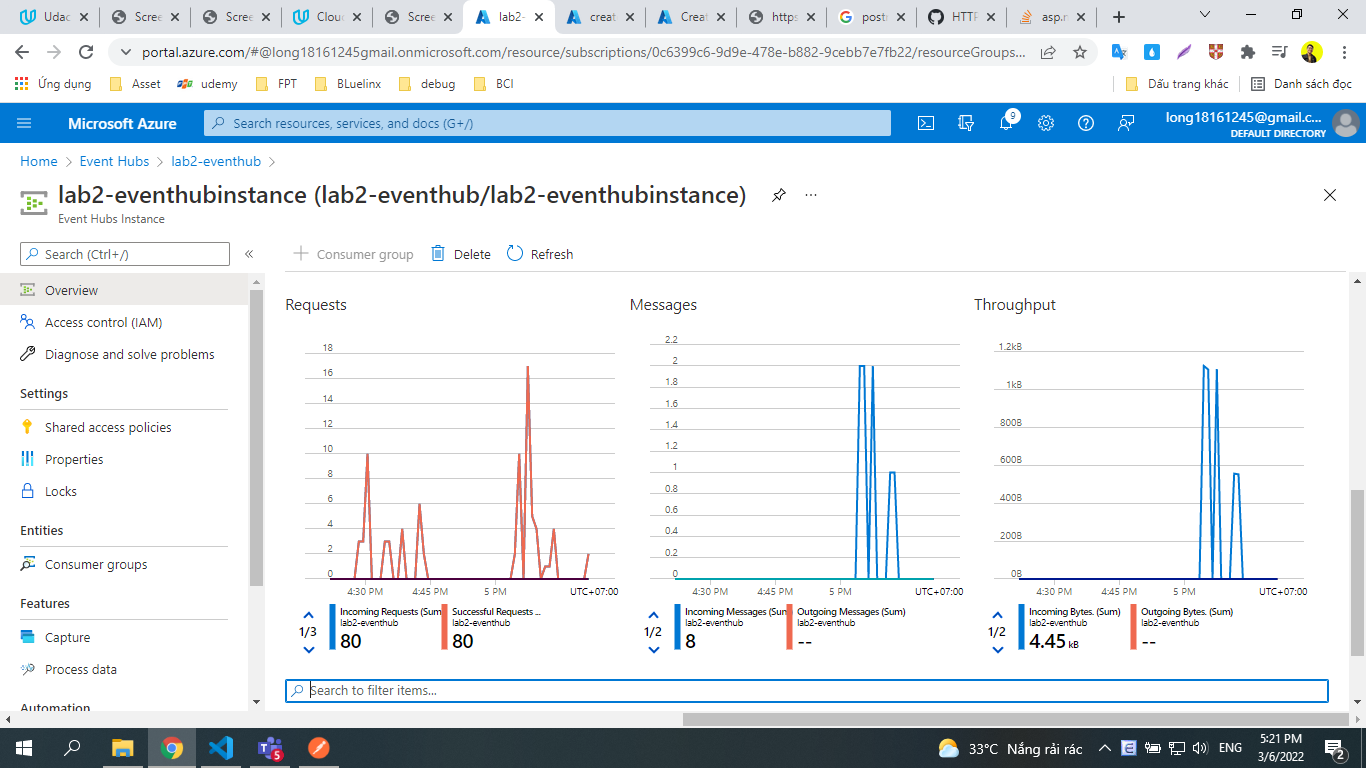 Udac
Scree
Scree
Clou
Scree
lab2-
creat
Creat
https
postr
HTTF
asp.r
portal.azure.com/#@long18161245gmail.onmicrosoft.com/resource/subscriptions/0c6399c6-9d9e-478e-b882-9cebb7e7fb22/resourceGroups...
Ứng dụng
Asset
udemy
FPT
BLuelinx
debug
BCI
Dấu trang khác
Danh sách đọc
Microsoft Azure
Search resources, services, and docs (G+/)
9
long18161245@gmail.c...
DEFAULT DIRECTORY
Home > Event Hubs > lab2-eventhub >
lab2-eventhubinstance (lab2-eventhub/lab2-eventhubinstance)
Event Hubs Instance
Search (Ctrl+/)
Overview
Access control (IAM)
Diagnose and solve problems
Settings
Shared access policies
Properties
Locks
Entities
Consumer groups
Features
Capture
Process data
Automation
Consumer group
Delete
Refresh
Requests
18
16
14
12
10
8
6
4
2
0
4:30 PM
4:45 PM
5 PM
UTC+07:00
1/3
Incoming Requests (Sum
lab2-eventhub
80
Successful Requests ...
lab2-eventhub
80
Messages
2.2
2
1.8
1.6
1.4
1.2
1
0.8
0.6
0.4
0.2
0
4:30 PM
4:45 PM
5 PM
UTC+07:00
1/2
Incoming Messages (Sum
lab2-eventhub
8
Outgoing Messages (Sum)
lab2-eventhub
--
Throughput
1.2kB
1kB
800B
600B
400B
200B
0B
4:30 PM
4:45 PM
5 PM
UTC+07:00
1/2
Incoming Bytes. (Sum)
lab2-eventhub
4.45 kB
Outgoing Bytes. (Sum)
lab2-eventhub
--
Search to filter items...
5
33°C Nắng rải rác
ENG
5:21 PM
3/6/2022
2